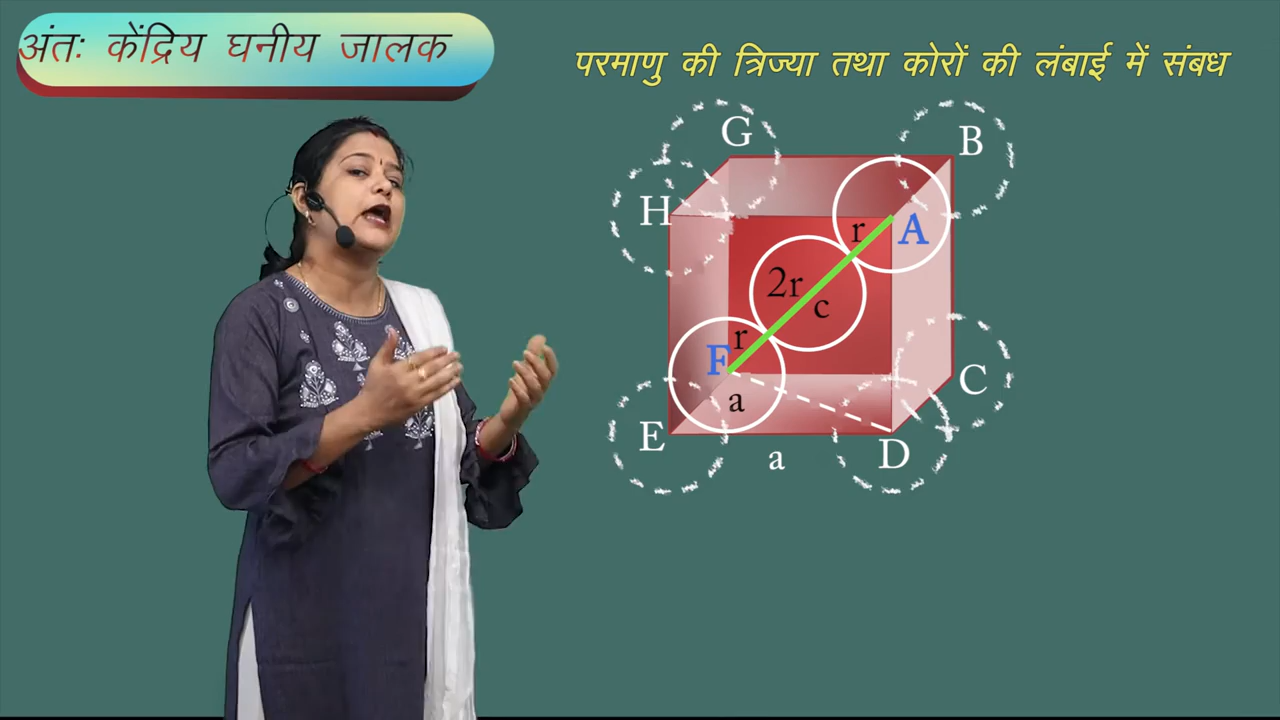 अंतः केंद्रिय घनीय जालक
परमाणु की त्रिज्या तथा कोरों की लंबाई में संबध
G
B
H
r
A
2r
c
r
F
a
C
E
D
a